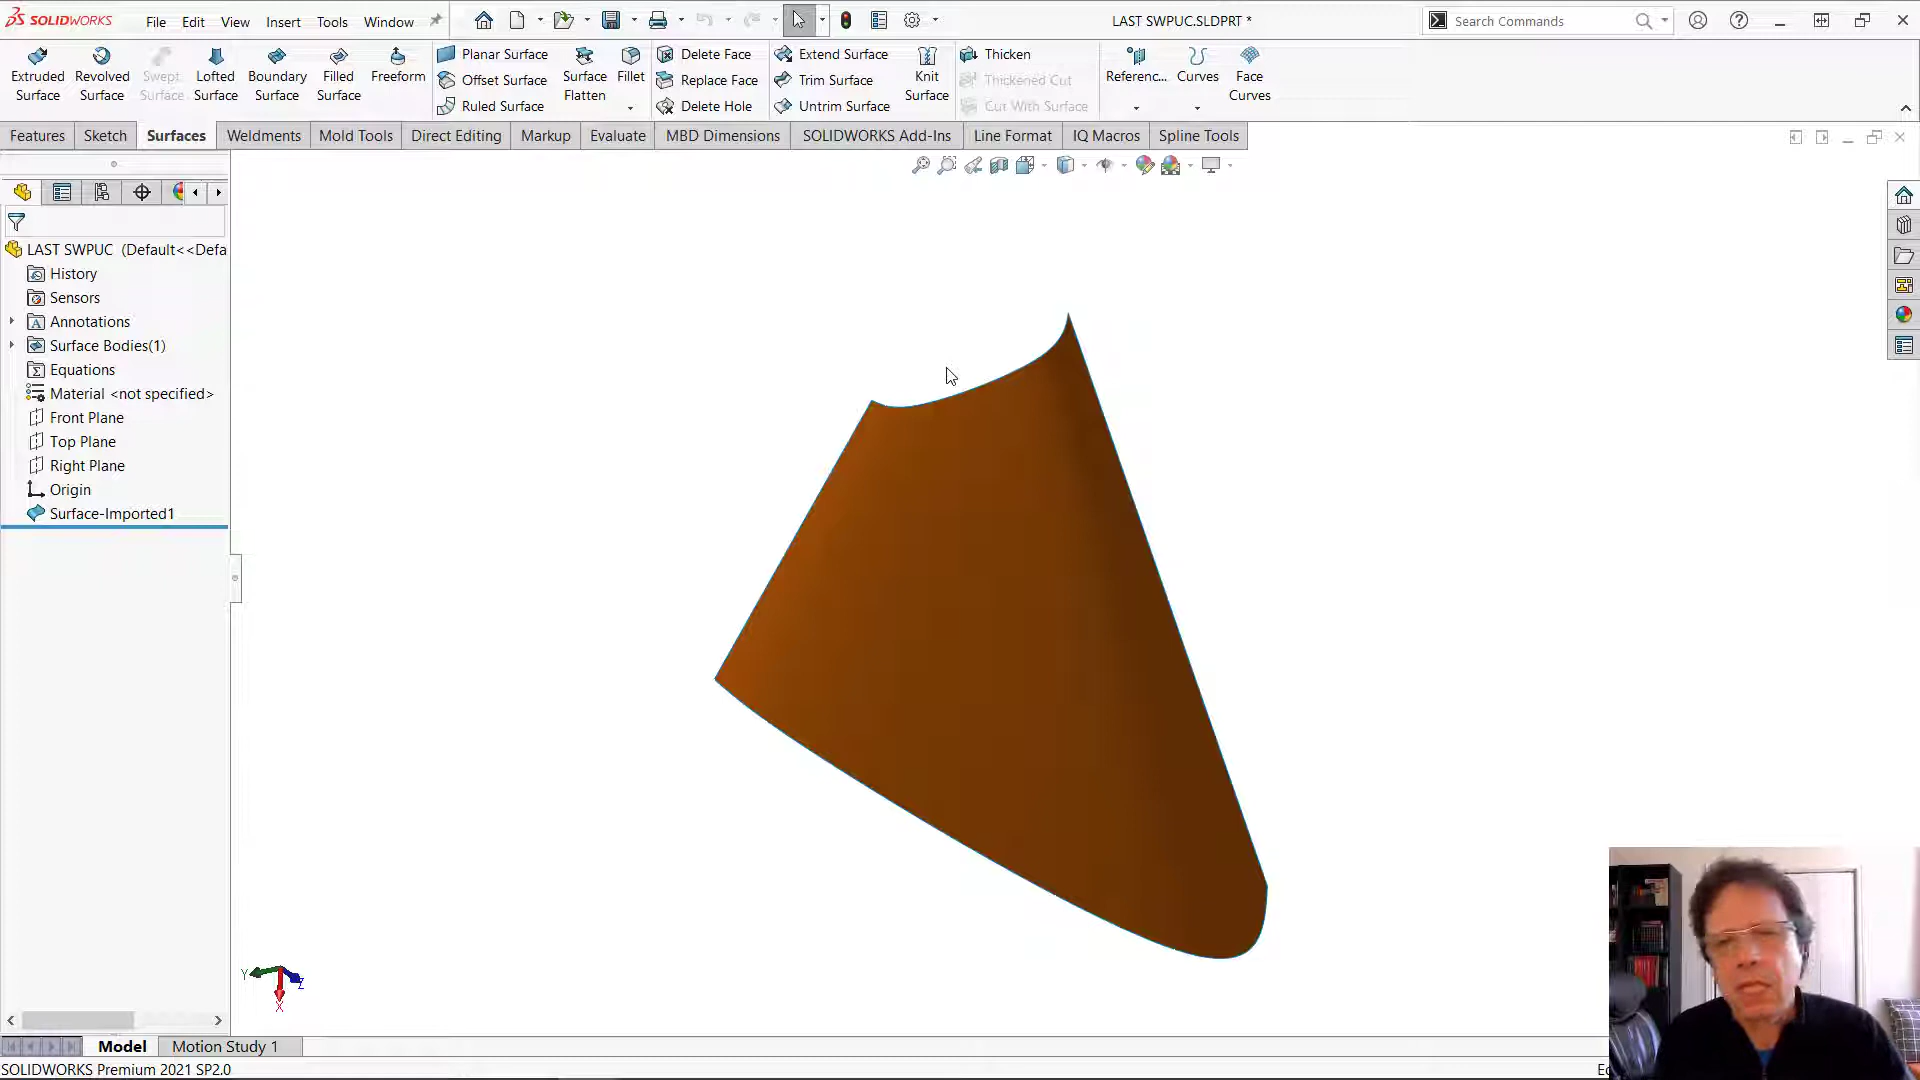 SOLIDWORKS File Edit View Insert Tools Window LAST SWPUC.SLDPRT * Search Commands
Extruded Surface
Revolved Surface
Swept Surface
Lofted Surface
Boundary Surface
Filled Surface
Freeform
Planar Surface
Offset Surface
Ruled Surface
Surface Flatten
Fillet
Delete Face
Replace Face
Delete Hole
Extend Surface
Trim Surface
Untrim Surface
Knit Surface
Thicken
Thickened Cut
Cut With Surface
Referenc...
Curves
Face Curves
Features Sketch Surfaces Weldments Mold Tools Direct Editing Markup Evaluate MBD Dimensions SOLIDWORKS Add-Ins Line Format IQ Macros Spline Tools
LAST SWPUC (Default<<Defa
History
Sensors
Annotations
Surface Bodies(1)
Equations
Material <not specified>
Front Plane
Top Plane
Right Plane
Origin
Surface-Imported1
Y Z
X
Model Motion Study 1
SOLIDWORKS Premium 2021 SP2.0